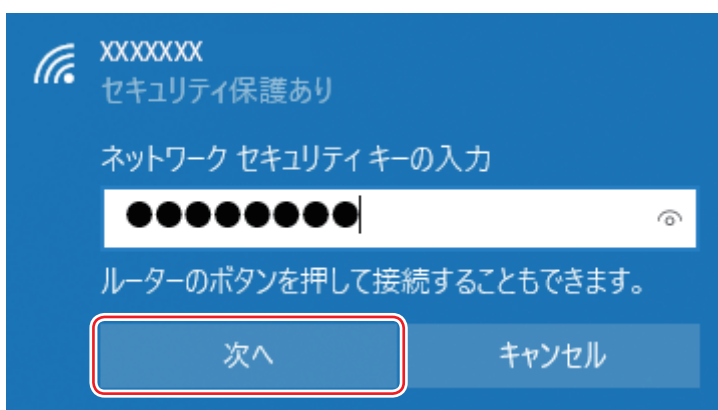 XXXXXXX
セキュリティ保護あり
ネットワーク セキュリティ キーの入力
●●●●●●●●
ルーターのボタンを押して接続することもできます。
次へ
キャンセル